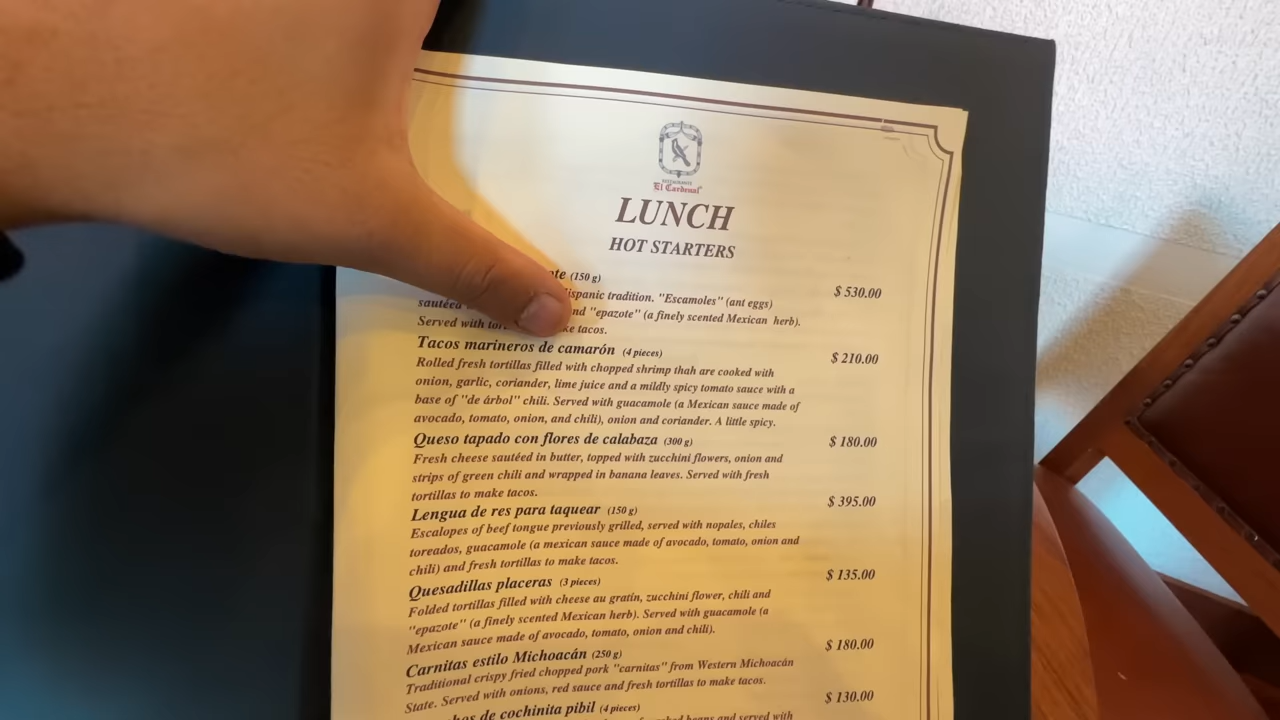 RESTAURANTE
El Cardenal
LUNCH
HOT STARTERS
(150 g)
$ 530.00
tradition. "Escamoles" (ant eggs)
"epazote" (a finely scented Mexican herb).
Served with tacos.
Tacos marineros de camarón (4 pieces)
$ 210.00
Rolled fresh tortillas filled with chopped shrimp thah are cooked with
onion, garlic, coriander, lime juice and a mildly spicy tomato sauce with a
base of "de árbol" chili. Served with guacamole (a Mexican sauce made of
avocado, tomato, onion, and chili), onion and coriander. A little spicy.
Queso tapado con flores de calabaza (300 g)
$ 180.00
Fresh cheese sautéed in butter, topped with zucchini flowers, onion and
strips of green chili and wrapped in banana leaves. Served with fresh
tortillas to make tacos.
Lengua de res para taquear (150 g)
$ 395.00
Escalopes of beef tongue previously grilled, served with nopales, chiles
toreados, guacamole (a mexican sauce made of avocado, tomato, onion and
chili) and fresh tortillas to make tacos.
Quesadillas placeras (3 pieces)
$ 135.00
Folded tortillas filled with cheese au gratin, zucchini flower, chili and
"epazote" (a finely scented Mexican herb). Served with guacamole (a
Mexican sauce made of avocado, tomato, onion and chili).
Carnitas estilo Michoacán (250 g)
$ 180.00
Traditional crispy fried chopped pork "carnitas" from Western Michoacán
State. Served with onions, red sauce and fresh tortillas to make tacos.
de cochinita pibil (4 pieces)
$ 130.00
beans and served with